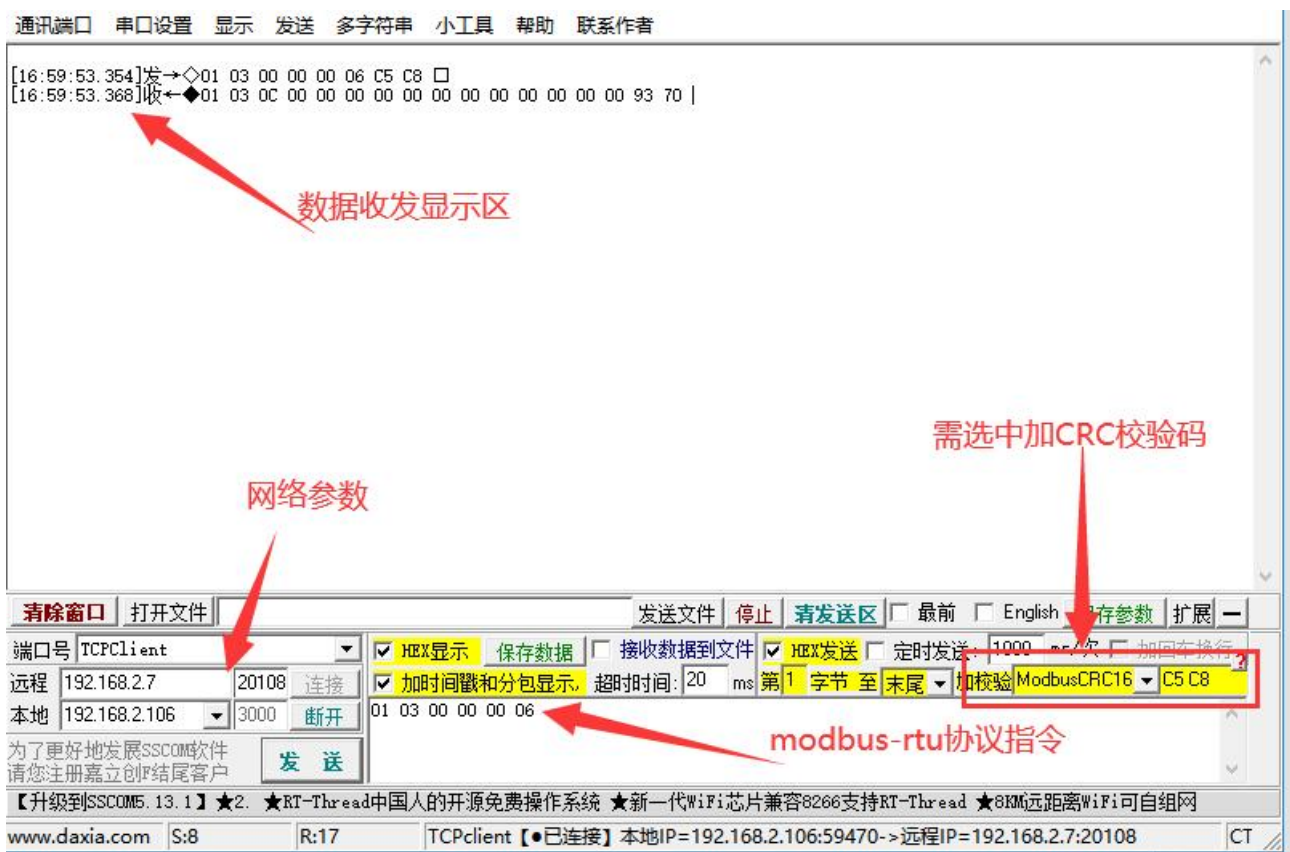 通讯端口 串口设置 显示 发送 多字符串 小工具 帮助 联系作者
[16:59:53.354]发→◇01 03 00 00 00 06 C5 C8 □
[16:59:53.368]收←◆01 03 0C 00 00 00 00 00 00 00 00 00 00 00 00 93 70
数据收发显示区
需选中加CRC校验码
网络参数
清除窗口 打开文件 发送文件 停止 清发送区 最前 English 存参数 扩展 —
端口号 TCPClient HEX显示 保存数据 接收数据到文件 HEX发送 定时发送: 1000 ms/次 加回车换行
远程 192.168.2.7 20108 连接 加时间戳和分包显示, 超时时间: 20 ms 第 1 字节 至 末尾 加校验 ModbusCRC16 C5 C8 ?
本地 192.168.2.106 3000 断开 01 03 00 00 00 06
modbus-rtu协议指令
为了更好地发展SSCOM软件
请您注册嘉立创F结尾客户
发 送
【升级到SSCOM5.13.1】★2. ★RT-Thread中国人的开源免费操作系统 ★新一代WiFi芯片兼容8266支持RT-Thread ★8KM远距离WiFi可自组网
www.daxia.com S:8 R:17 TCPclient【●已连接】本地IP=192.168.2.106:59470->远程IP=192.168.2.7:20108 CT